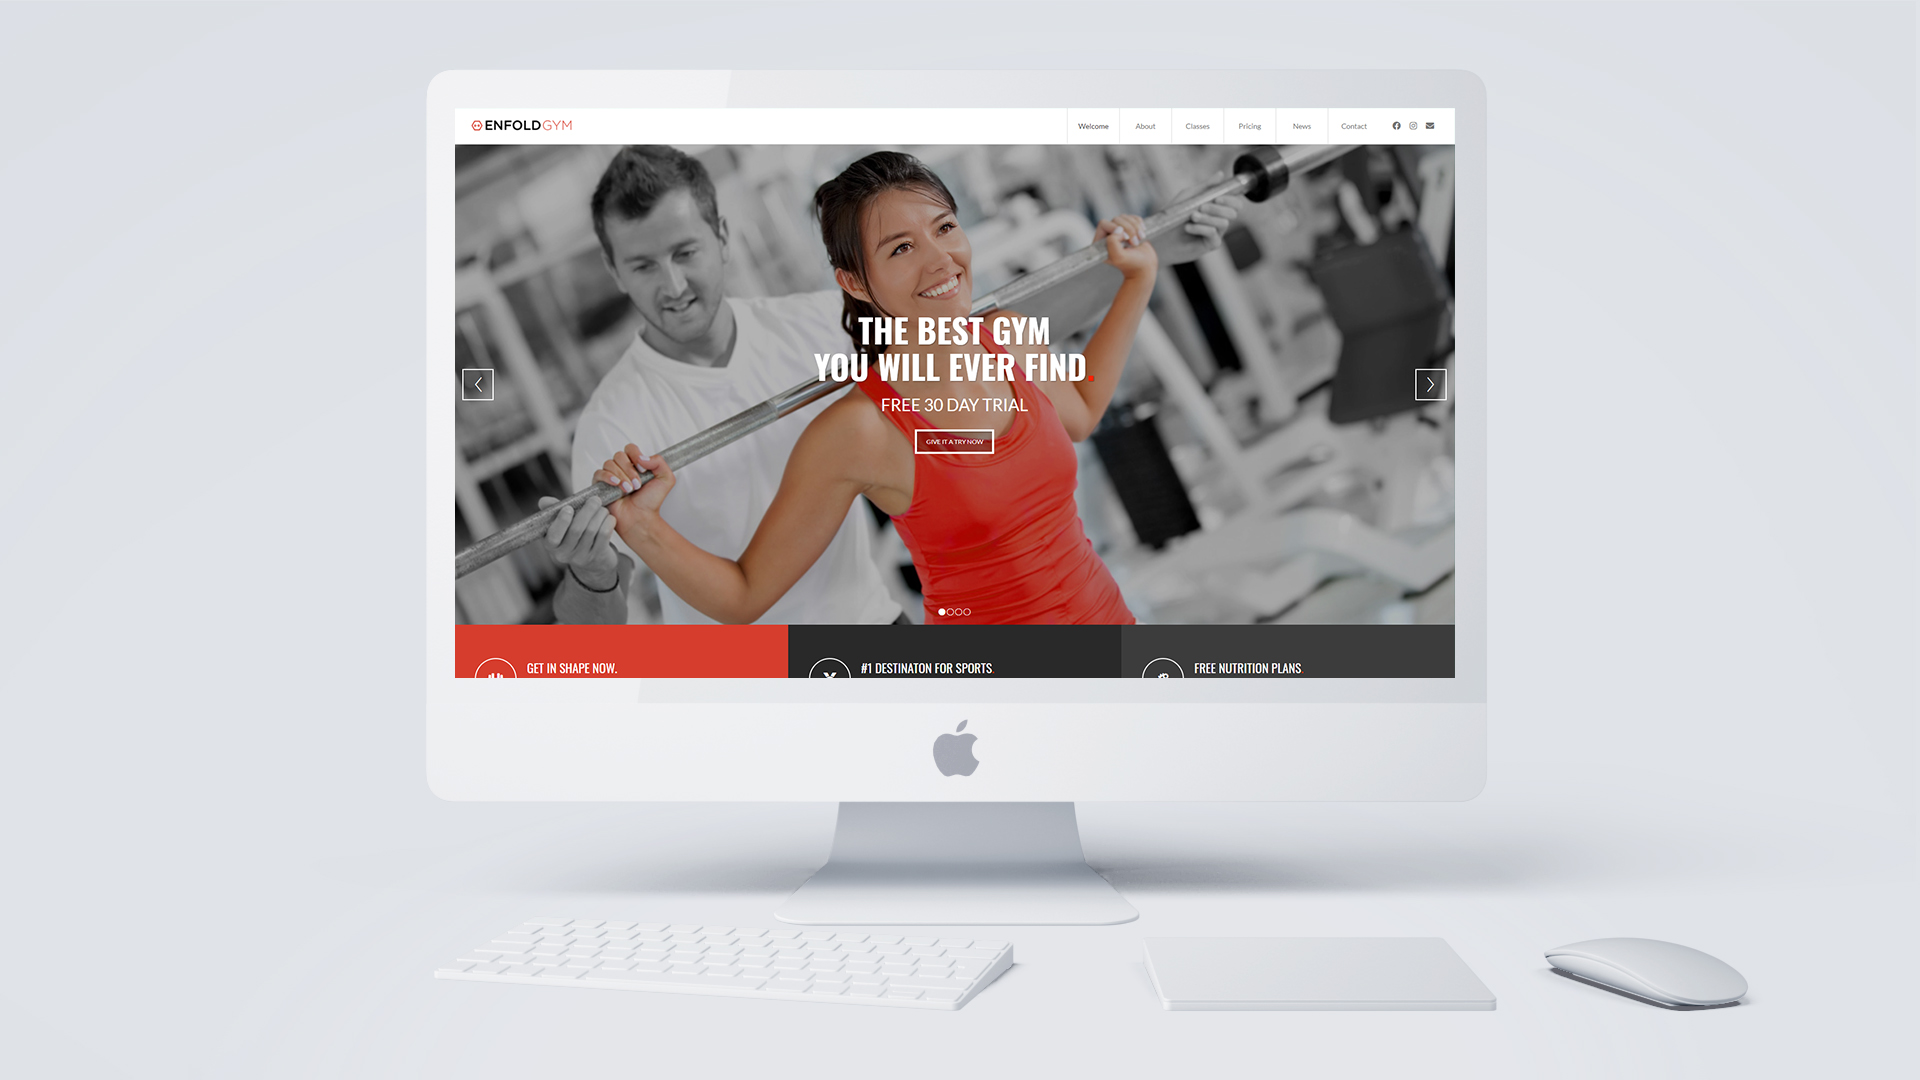 ENFOLDGYM
Welcome
About
Classes
Pricing
News
Contact
THE BEST GYM
YOU WILL EVER FIND.
FREE 30 DAY TRIAL
GIVE IT A TRY NOW
GET IN SHAPE NOW.
#1 DESTINATON FOR SPORTS.
FREE NUTRITION PLANS.